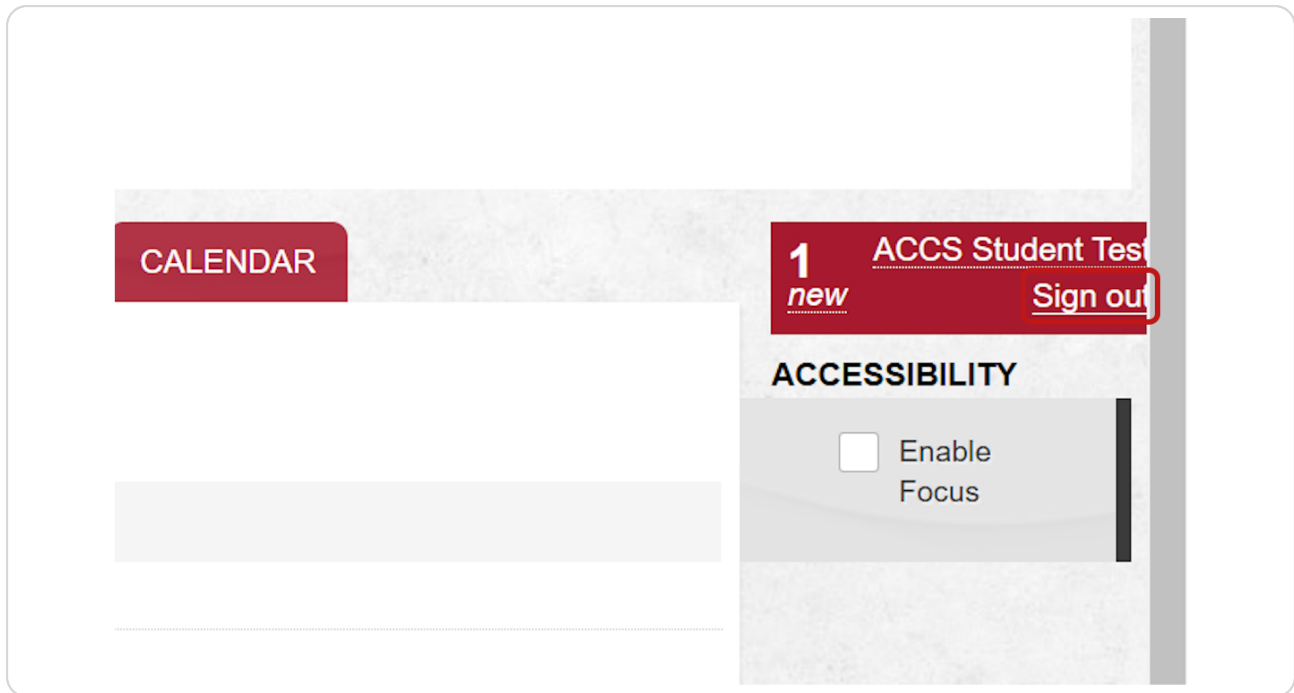 CALENDAR
1
new
ACCS Student Test
Sign out
ACCESSIBILITY
Enable
Focus